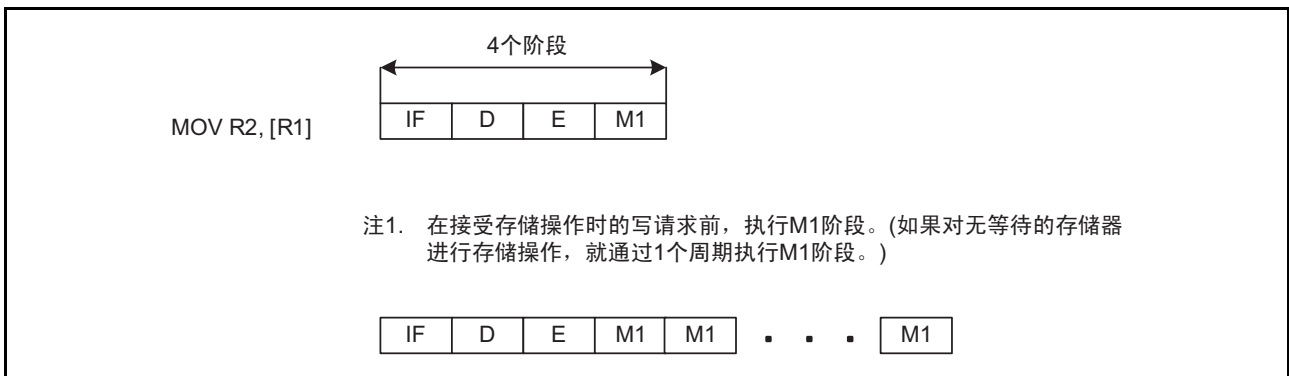 4个阶段
MOV R2, [R1] IF D E M1
注1. 在接受存储操作时的写请求前，执行M1阶段。(如果对无等待的存储器
进行存储操作，就通过1个周期执行M1阶段。)
IF D E M1 M1 . . . M1